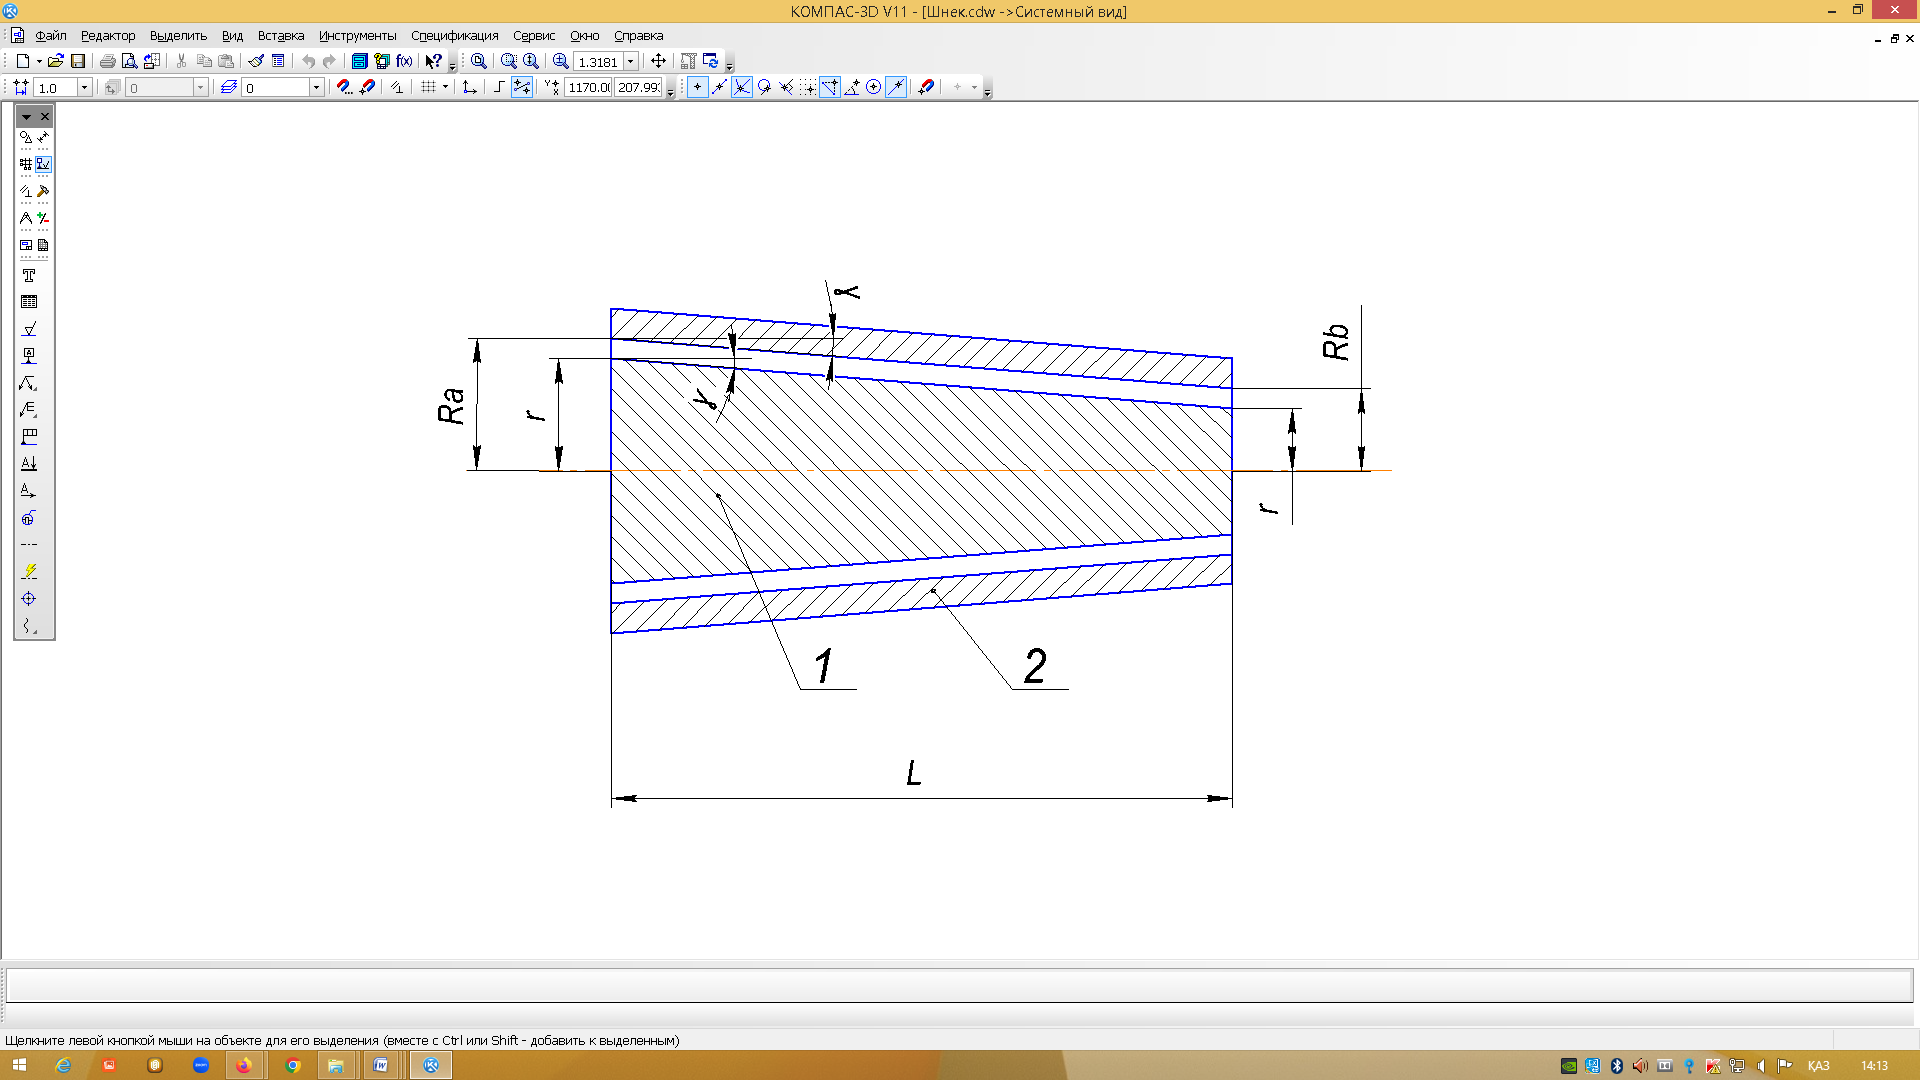 КОМПАС-3D V11 - [Шнек.cdw ->Системный вид]
Файл Редактор Выделить Вид Вставка Инструменты Спецификация Сервис Окно Справка
1.3181
1.0 0 0 1170.0 207.99
γ
Rb
Ra
r
γ
r
1
2
L
Щелкните левой кнопкой мыши на объекте для его выделения (вместе с Ctrl или Shift - добавить к выделенным)
ҚАЗ 14:13